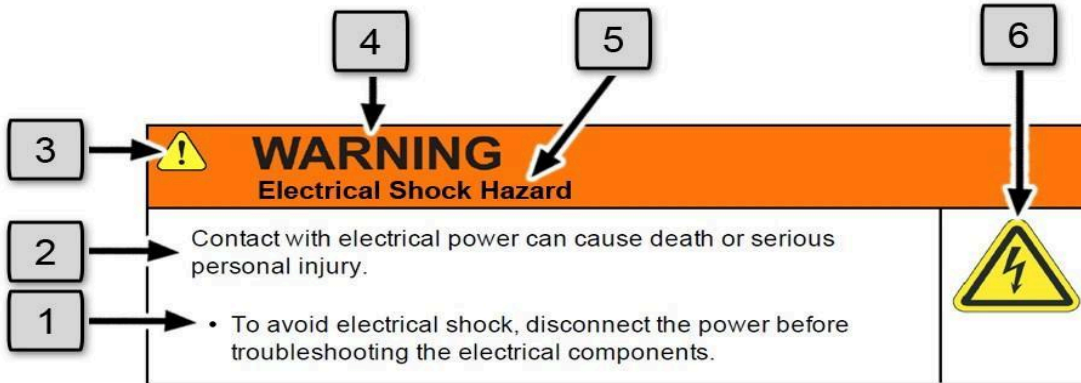 4 5 6
3
WARNING
Electrical Shock Hazard
2
Contact with electrical power can cause death or serious
personal injury.
1
• To avoid electrical shock, disconnect the power before
troubleshooting the electrical components.